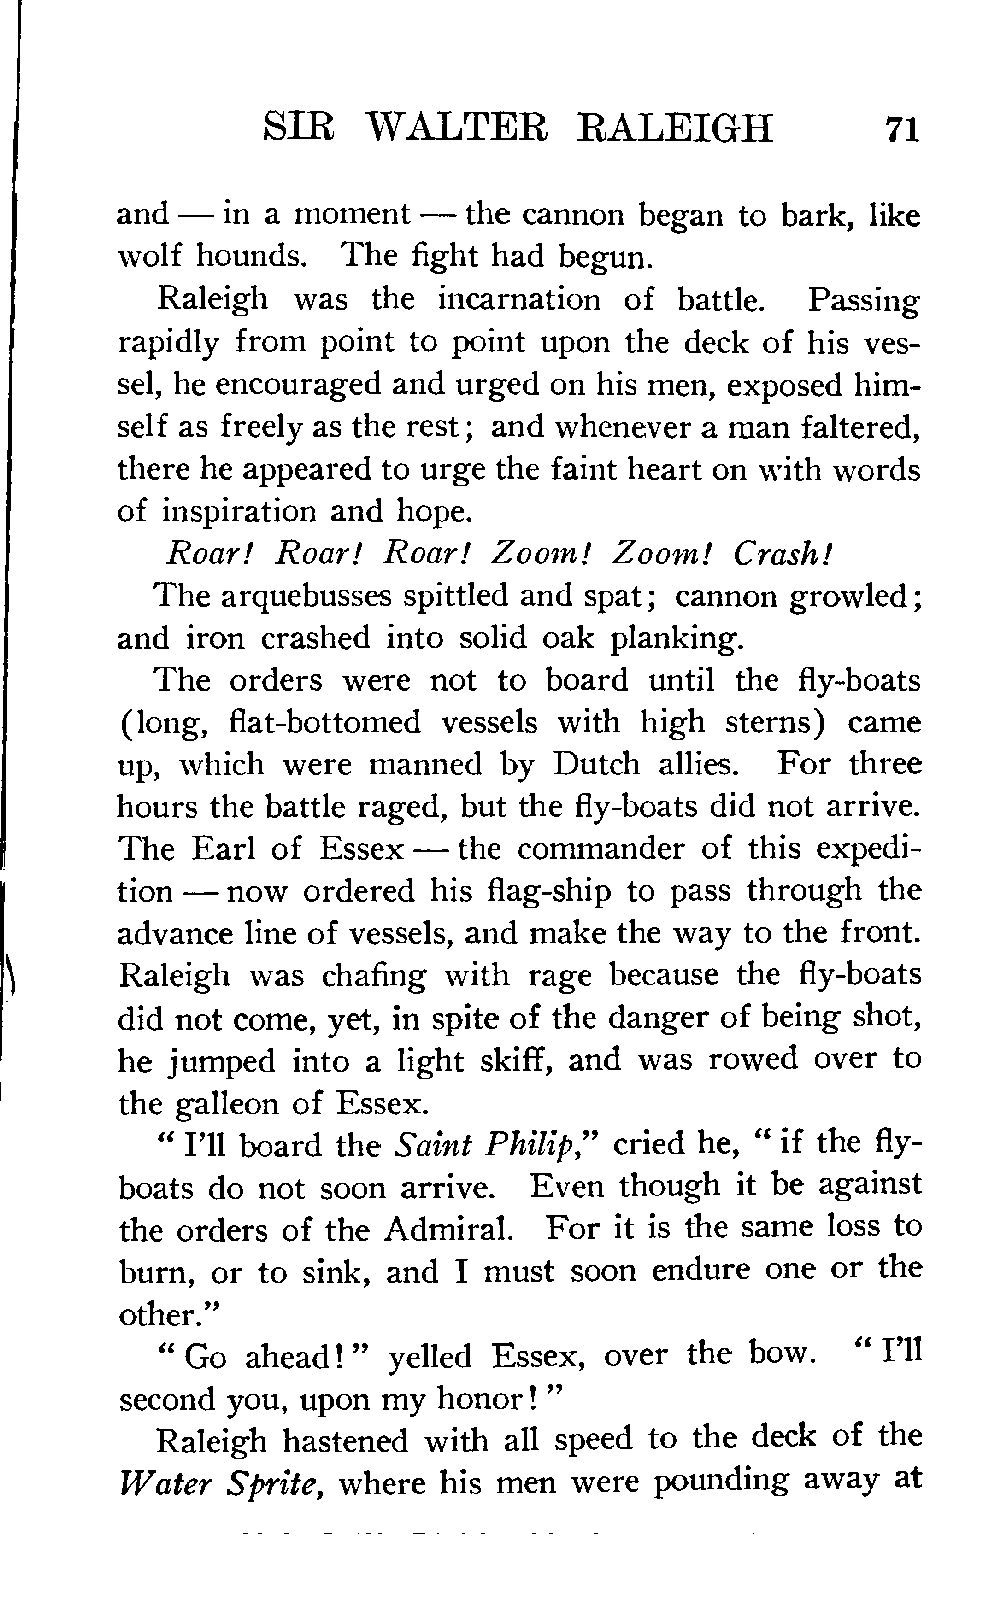 SIR WALTER RALEIGH 71
and — in a moment — the cannon began to bark, like
wolf hounds. The fight had begun.
Raleigh was the incarnation of battle. Passing
rapidly from point to point upon the deck of his ves-
sel, he encouraged and urged on his men, exposed him-
self as freely as the rest; and whenever a man faltered,
there he appeared to urge the faint heart on with words
of inspiration and hope.
Roar! Roar! Roar! Zoom! Zoom! Crash!
The arquebusses spittled and spat; cannon growled;
and iron crashed into solid oak planking.
The orders were not to board until the fly-boats
(long, flat-bottomed vessels with high sterns) came
up, which were manned by Dutch allies. For three
hours the battle raged, but the fly-boats did not arrive.
The Earl of Essex — the commander of this expedi-
tion — now ordered his flag-ship to pass through the
advance line of vessels, and make the way to the front.
Raleigh was chafing with rage because the fly-boats
did not come, yet, in spite of the danger of being shot,
he jumped into a light skiff, and was rowed over to
the galleon of Essex.
“ I’ll board the Saint Philip,” cried he, “ if the fly-
boats do not soon arrive. Even though it be against
the orders of the Admiral. For it is the same loss to
burn, or to sink, and I must soon endure one or the
other.”
“ Go ahead! ” yelled Essex, over the bow. “ I’ll
second you, upon my honor! ”
Raleigh hastened with all speed to the deck of the
Water Sprite, where his men were pounding away at